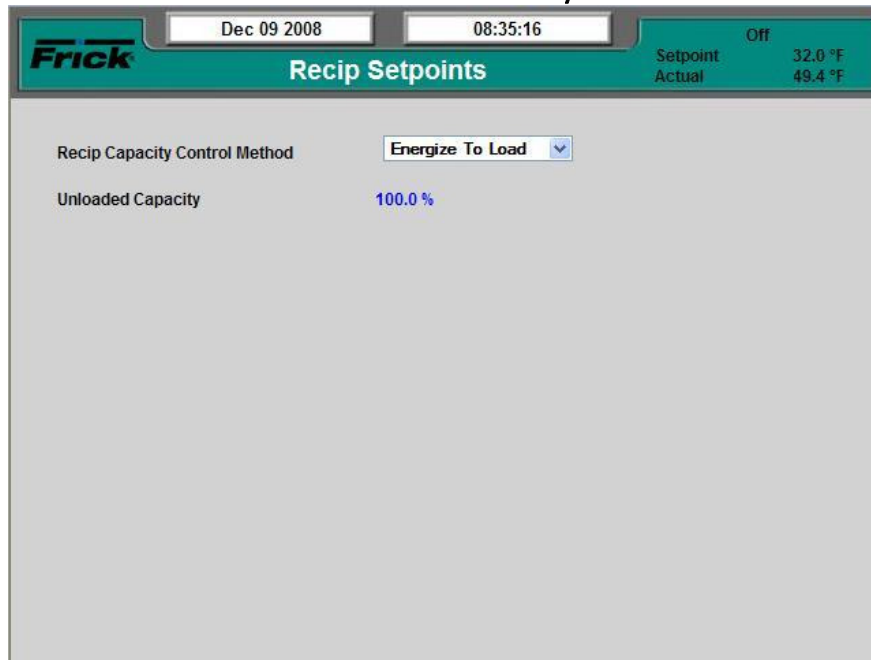 Dec 09 2008
08:35:16
Off
Frick
Recip Setpoints
Setpoint 32.0 °F
Actual 49.4 °F
Recip Capacity Control Method Energize To Load
Unloaded Capacity 100.0 %